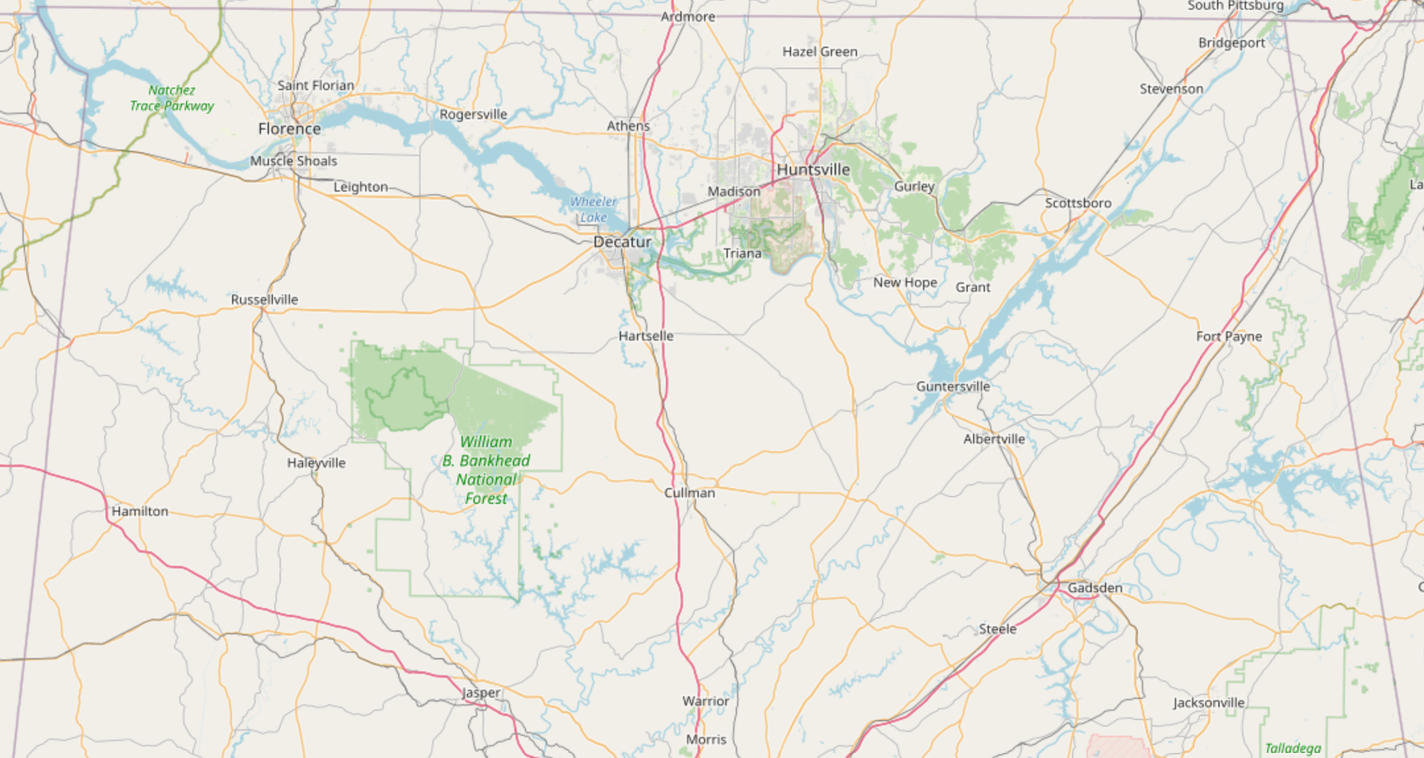 South Pittsburg
Ardmore
Bridgeport
Hazel Green
Saint Florian
Natchez
Trace Parkway
Stevenson
Rogersville
Florence
Athens
Muscle Shoals
Huntsville
Leighton
Madison
Gurley
La
Wheeler
Lake
Scottsboro
Decatur
Triana
New Hope
Grant
Russellville
Hartselle
Fort Payne
Guntersville
Albertville
William
B. Bankhead
National
Forest
Haleyville
Cullman
Hamilton
Gadsden
Steele
Jasper
Warrior
Jacksonville
Morris
Talladega